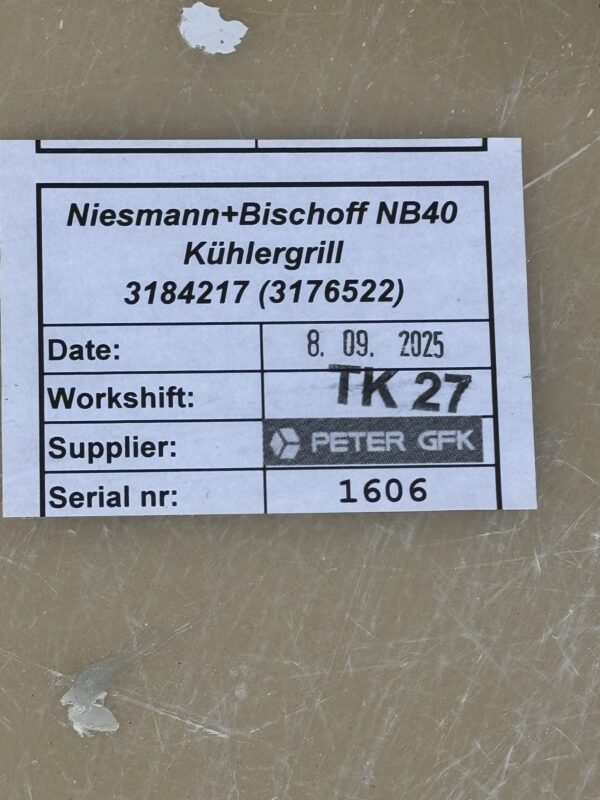 Niesmann+Bischoff NB40
Kühlergrill
3184217 (3176522)
Date: 8. 09. 2025
Workshift: TK 27
Supplier: PETER GFK
Serial nr: 1606